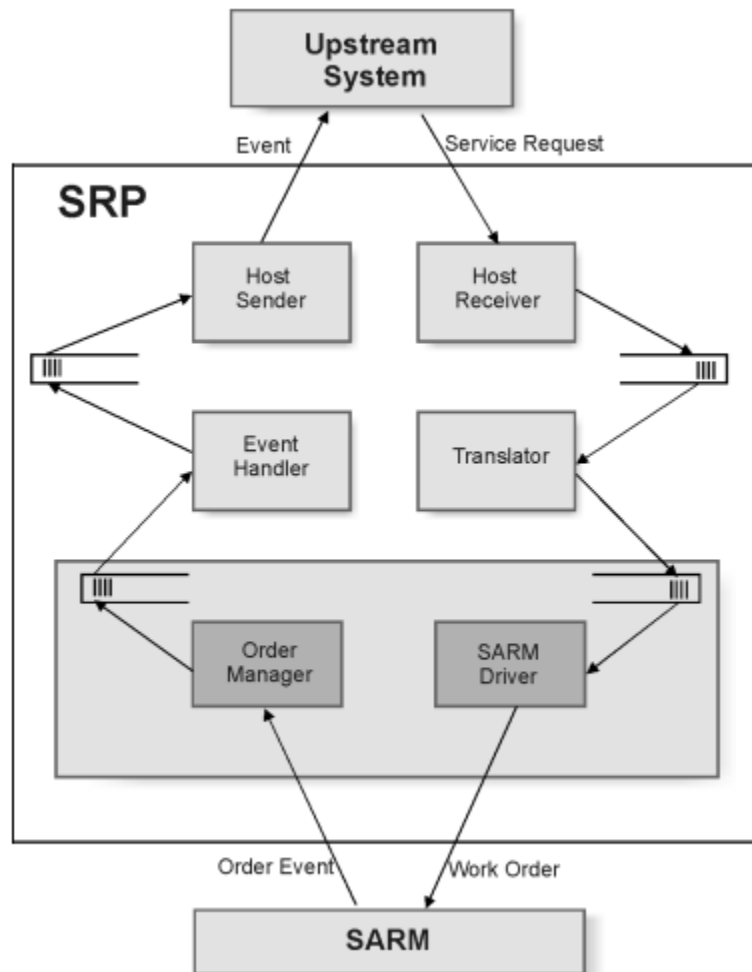 Upstream
System
Event
Service Request
SRP
Host
Sender
Host
Receiver
Event
Handler
Translator
Order
Manager
SARM
Driver
Order Event
Work Order
SARM